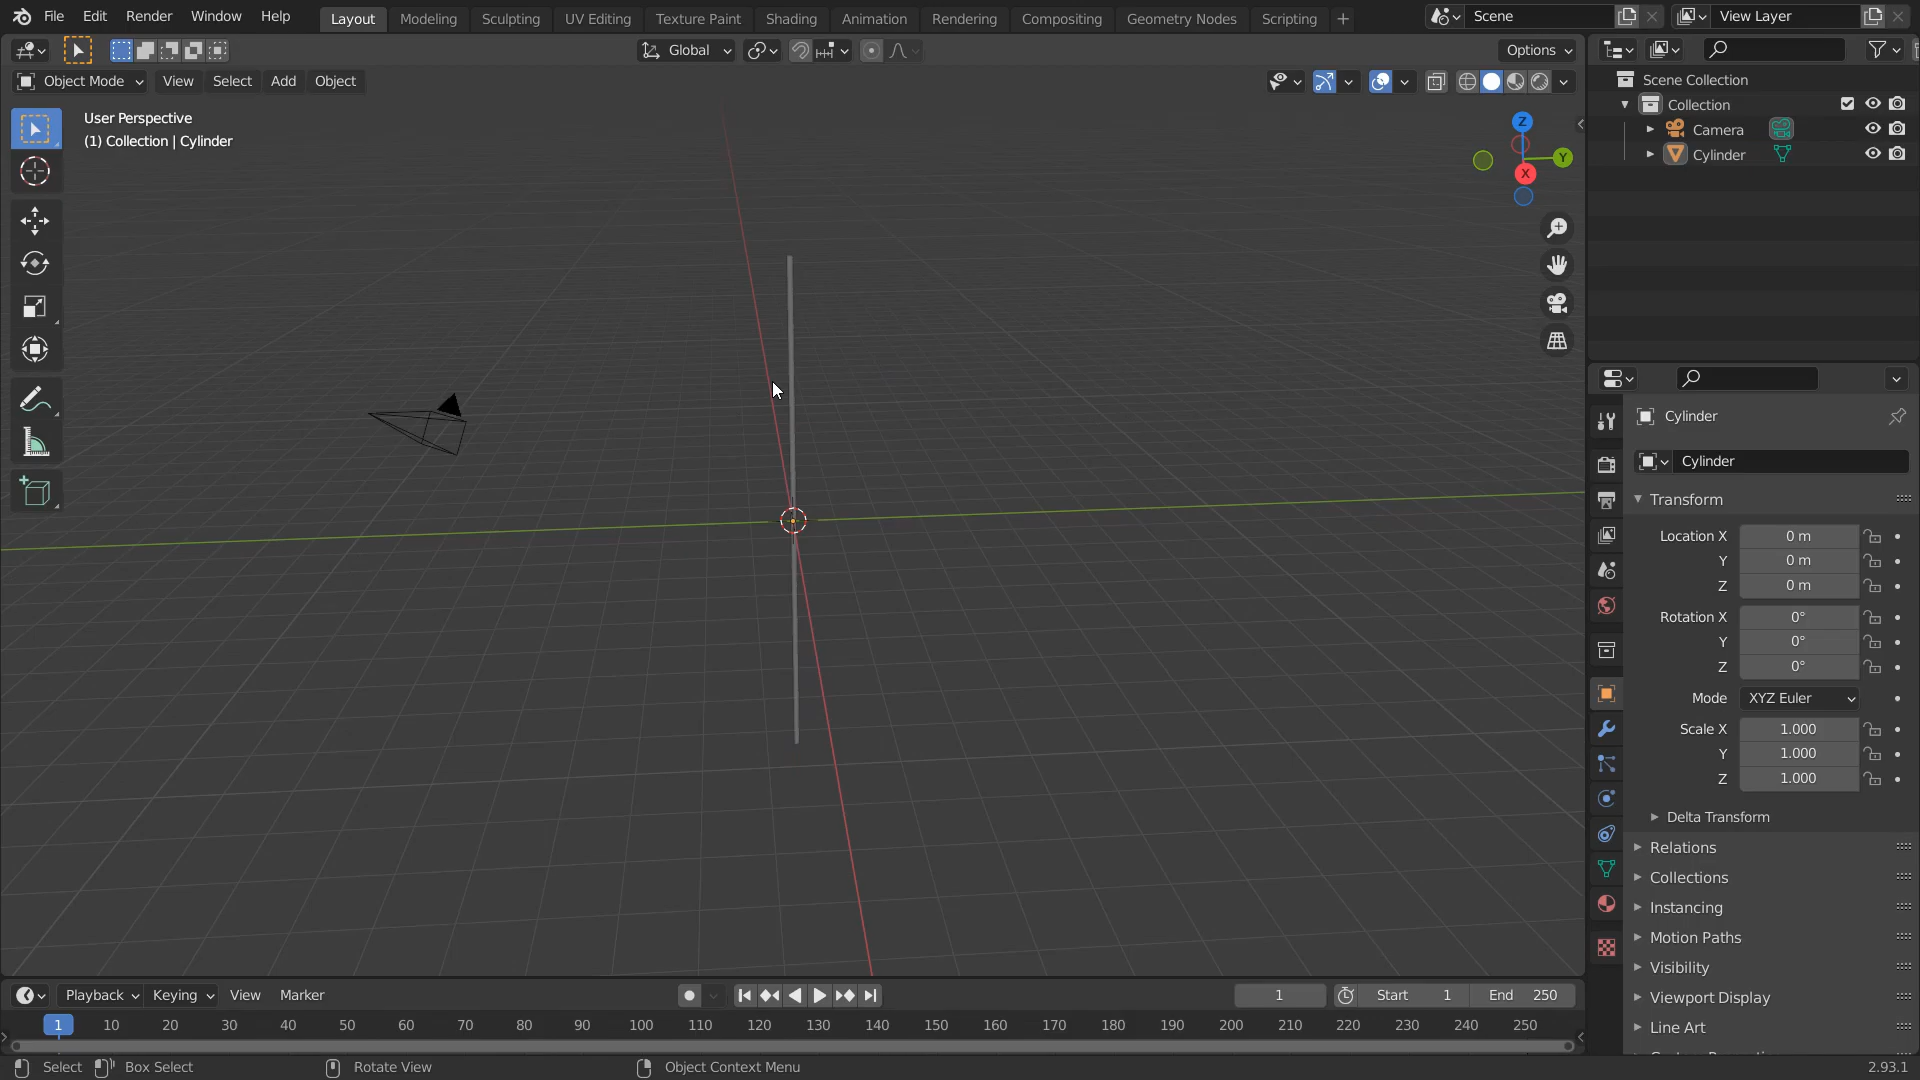 File Edit Render Window Help Layout Modeling Sculpting UV Editing Texture Paint Shading Animation Rendering Compositing Geometry Nodes Scripting + Scene View Layer
Global Options
Object Mode View Select Add Object
User Perspective
(1) Collection | Cylinder
Z
Y
X
Scene Collection
Collection
Camera
Cylinder
Cylinder
Cylinder
Transform
Location X 0 m
Y 0 m
Z 0 m
Rotation X 0°
Y 0°
Z 0°
Mode XYZ Euler
Scale X 1.000
Y 1.000
Z 1.000
Delta Transform
Relations
Collections
Instancing
Motion Paths
Visibility
Viewport Display
Line Art
Playback Keying View Marker 1 Start 1 End 250
1 10 20 30 40 50 60 70 80 90 100 110 120 130 140 150 160 170 180 190 200 210 220 230 240 250
Select Box Select Rotate View Object Context Menu 2.93.1